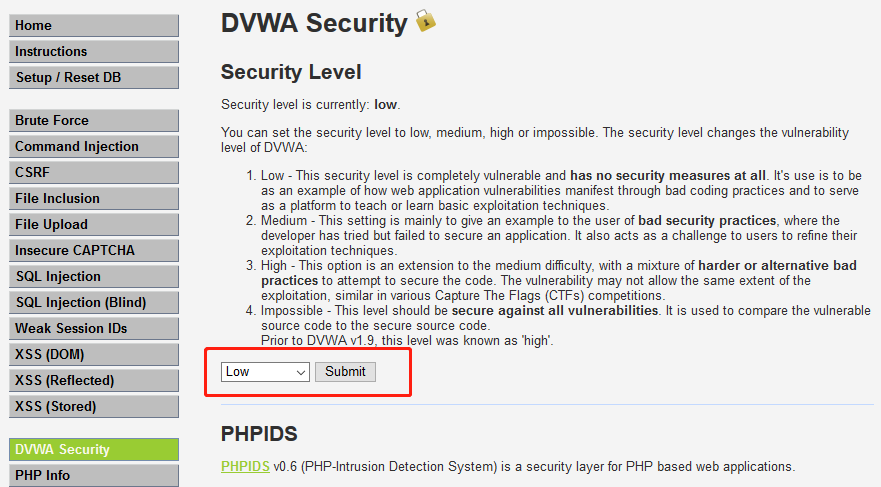 Home
Instructions
Setup / Reset DB
Brute Force
Command Injection
CSRF
File Inclusion
File Upload
Insecure CAPTCHA
SQL Injection
SQL Injection (Blind)
Weak Session IDs
XSS (DOM)
XSS (Reflected)
XSS (Stored)
DVWA Security
PHP Info
DVWA Security
Security Level
Security level is currently: low.
You can set the security level to low, medium, high or impossible. The security level changes the vulnerability
level of DVWA:
1. Low - This security level is completely vulnerable and has no security measures at all. It's use is to be
as an example of how web application vulnerabilities manifest through bad coding practices and to serve
as a platform to teach or learn basic exploitation techniques.
2. Medium - This setting is mainly to give an example to the user of bad security practices, where the
developer has tried but failed to secure an application. It also acts as a challenge to users to refine their
exploitation techniques.
3. High - This option is an extension to the medium difficulty, with a mixture of harder or alternative bad
practices to attempt to secure the code. The vulnerability may not allow the same extent of the
exploitation, similar in various Capture The Flags (CTFs) competitions.
4. Impossible - This level should be secure against all vulnerabilities. It is used to compare the vulnerable
source code to the secure source code.
Prior to DVWA v1.9, this level was known as 'high'.
Low
Submit
PHPIDS
PHPIDS v0.6 (PHP-Intrusion Detection System) is a security layer for PHP based web applications.